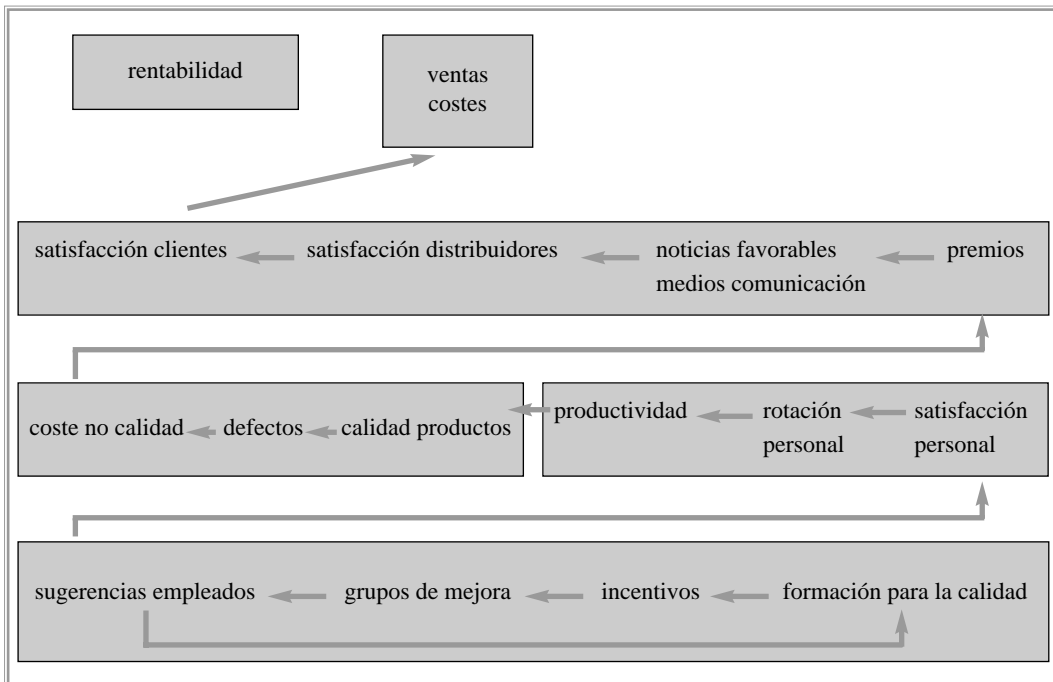 rentabilidad
ventas
costes
satisfacción clientes
satisfacción distribuidores
noticias favorables
medios comunicación
premios
coste no calidad
defectos
calidad productos
productividad
rotación
personal
satisfacción
personal
sugerencias empleados
grupos de mejora
incentivos
formación para la calidad